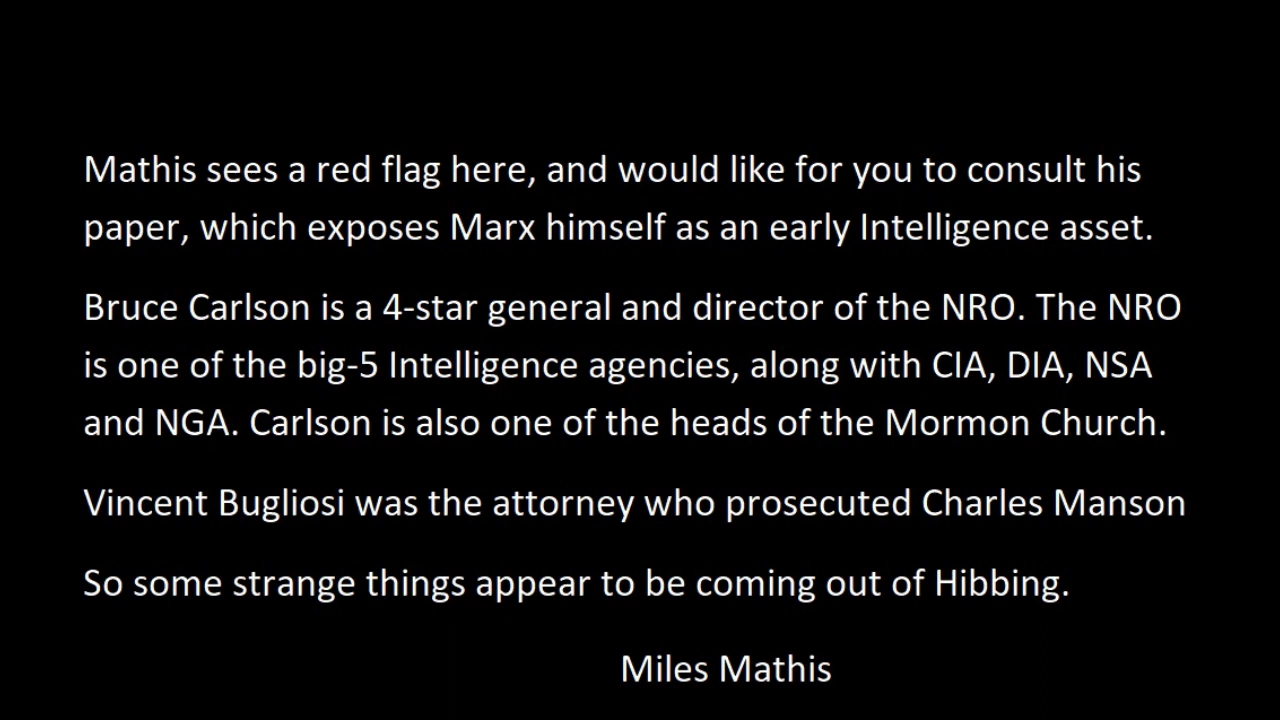 Mathis sees a red flag here, and would like for you to consult his
paper, which exposes Marx himself as an early Intelligence asset.
Bruce Carlson is a 4-star general and director of the NRO. The NRO
is one of the big-5 Intelligence agencies, along with CIA, DIA, NSA
and NGA. Carlson is also one of the heads of the Mormon Church.
Vincent Bugliosi was the attorney who prosecuted Charles Manson
So some strange things appear to be coming out of Hibbing.
Miles Mathis